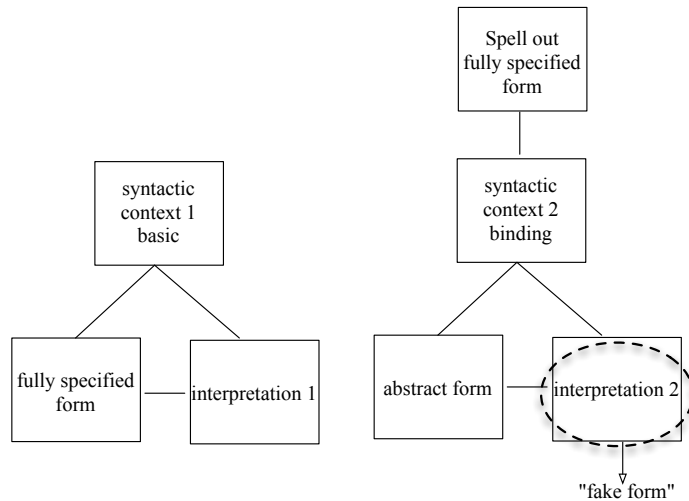 Spell out
fully specified
form
syntactic
context 1
basic
syntactic
context 2
binding
fully specified
form
interpretation 1
abstract form
interpretation 2
"fake form"